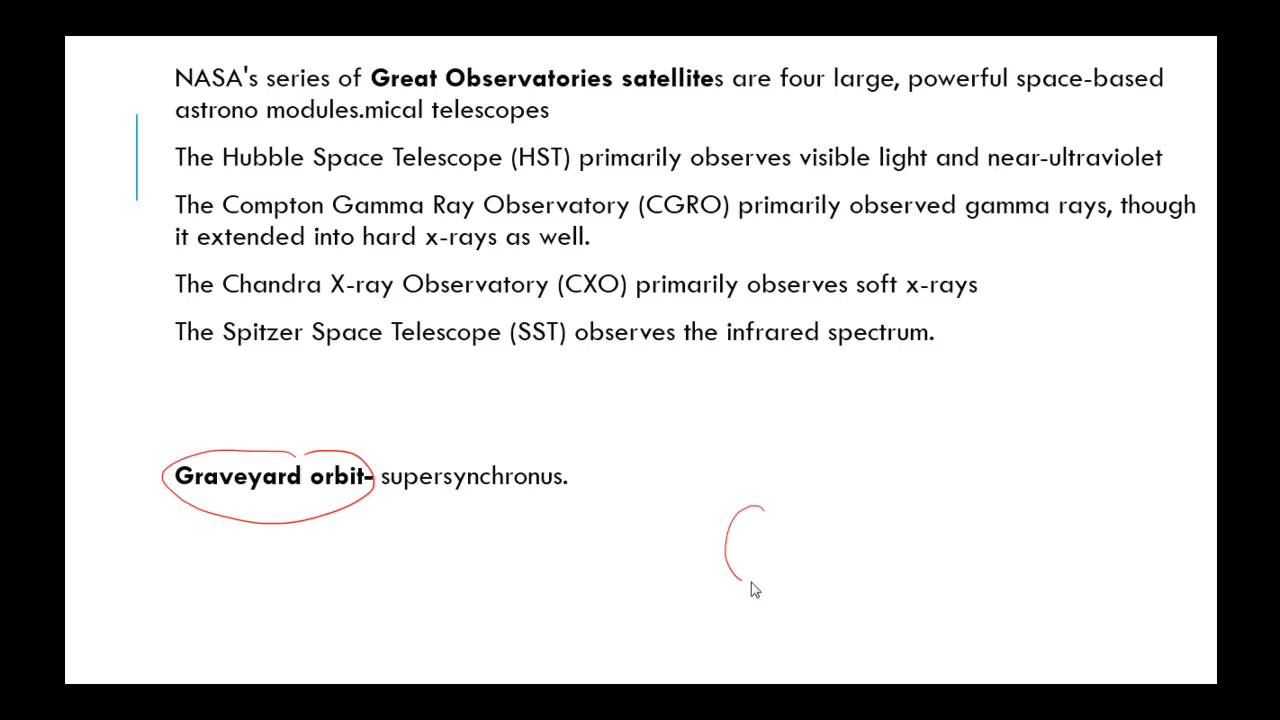 NASA's series of Great Observatories satellites are four large, powerful space-based
astrono modules.mical telescopes
The Hubble Space Telescope (HST) primarily observes visible light and near-ultraviolet
The Compton Gamma Ray Observatory (CGRO) primarily observed gamma rays, though
it extended into hard x-rays as well.
The Chandra X-ray Observatory (CXO) primarily observes soft x-rays
The Spitzer Space Telescope (SST) observes the infrared spectrum.
Graveyard orbit- supersynchronus.